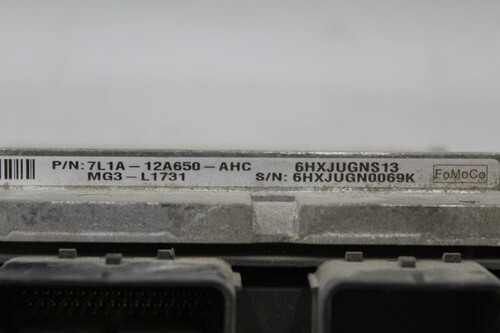 P/N: 7L1A-12A650-AHC 6HXJUGNS13
MG3-L1731 S/N: 6HXJUGN0069K FoMoCo